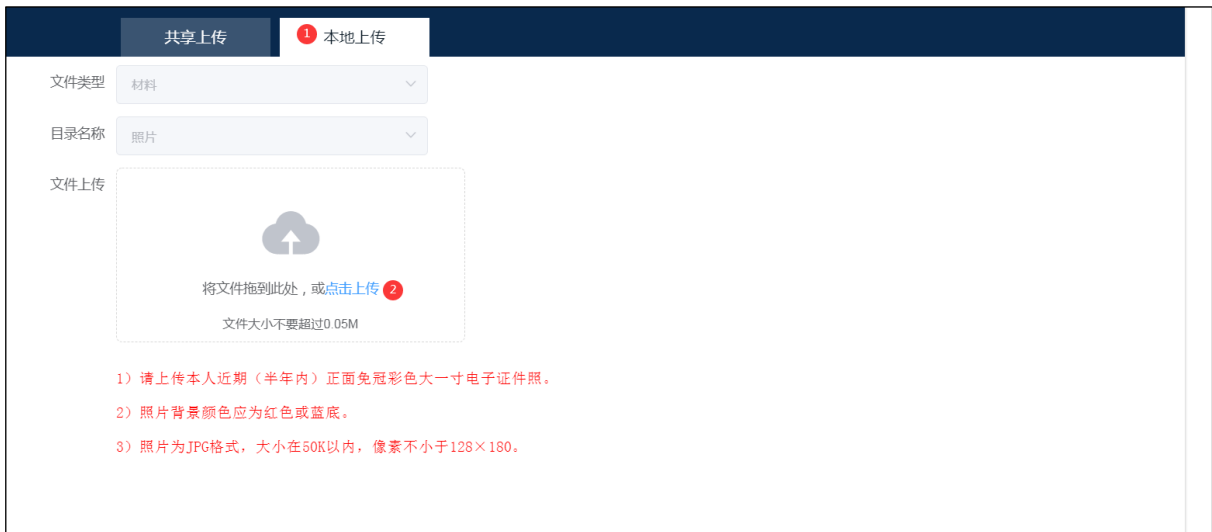 共享上传
1 本地上传
文件类型 材料
目录名称 照片
文件上传
将文件拖到此处，或点击上传 2
文件大小不要超过0.05M
1）请上传本人近期（半年内）正面免冠彩色大一寸电子证件照。
2）照片背景颜色应为红色或蓝底。
3）照片为JPG格式，大小在50K以内，像素不小于128×180。